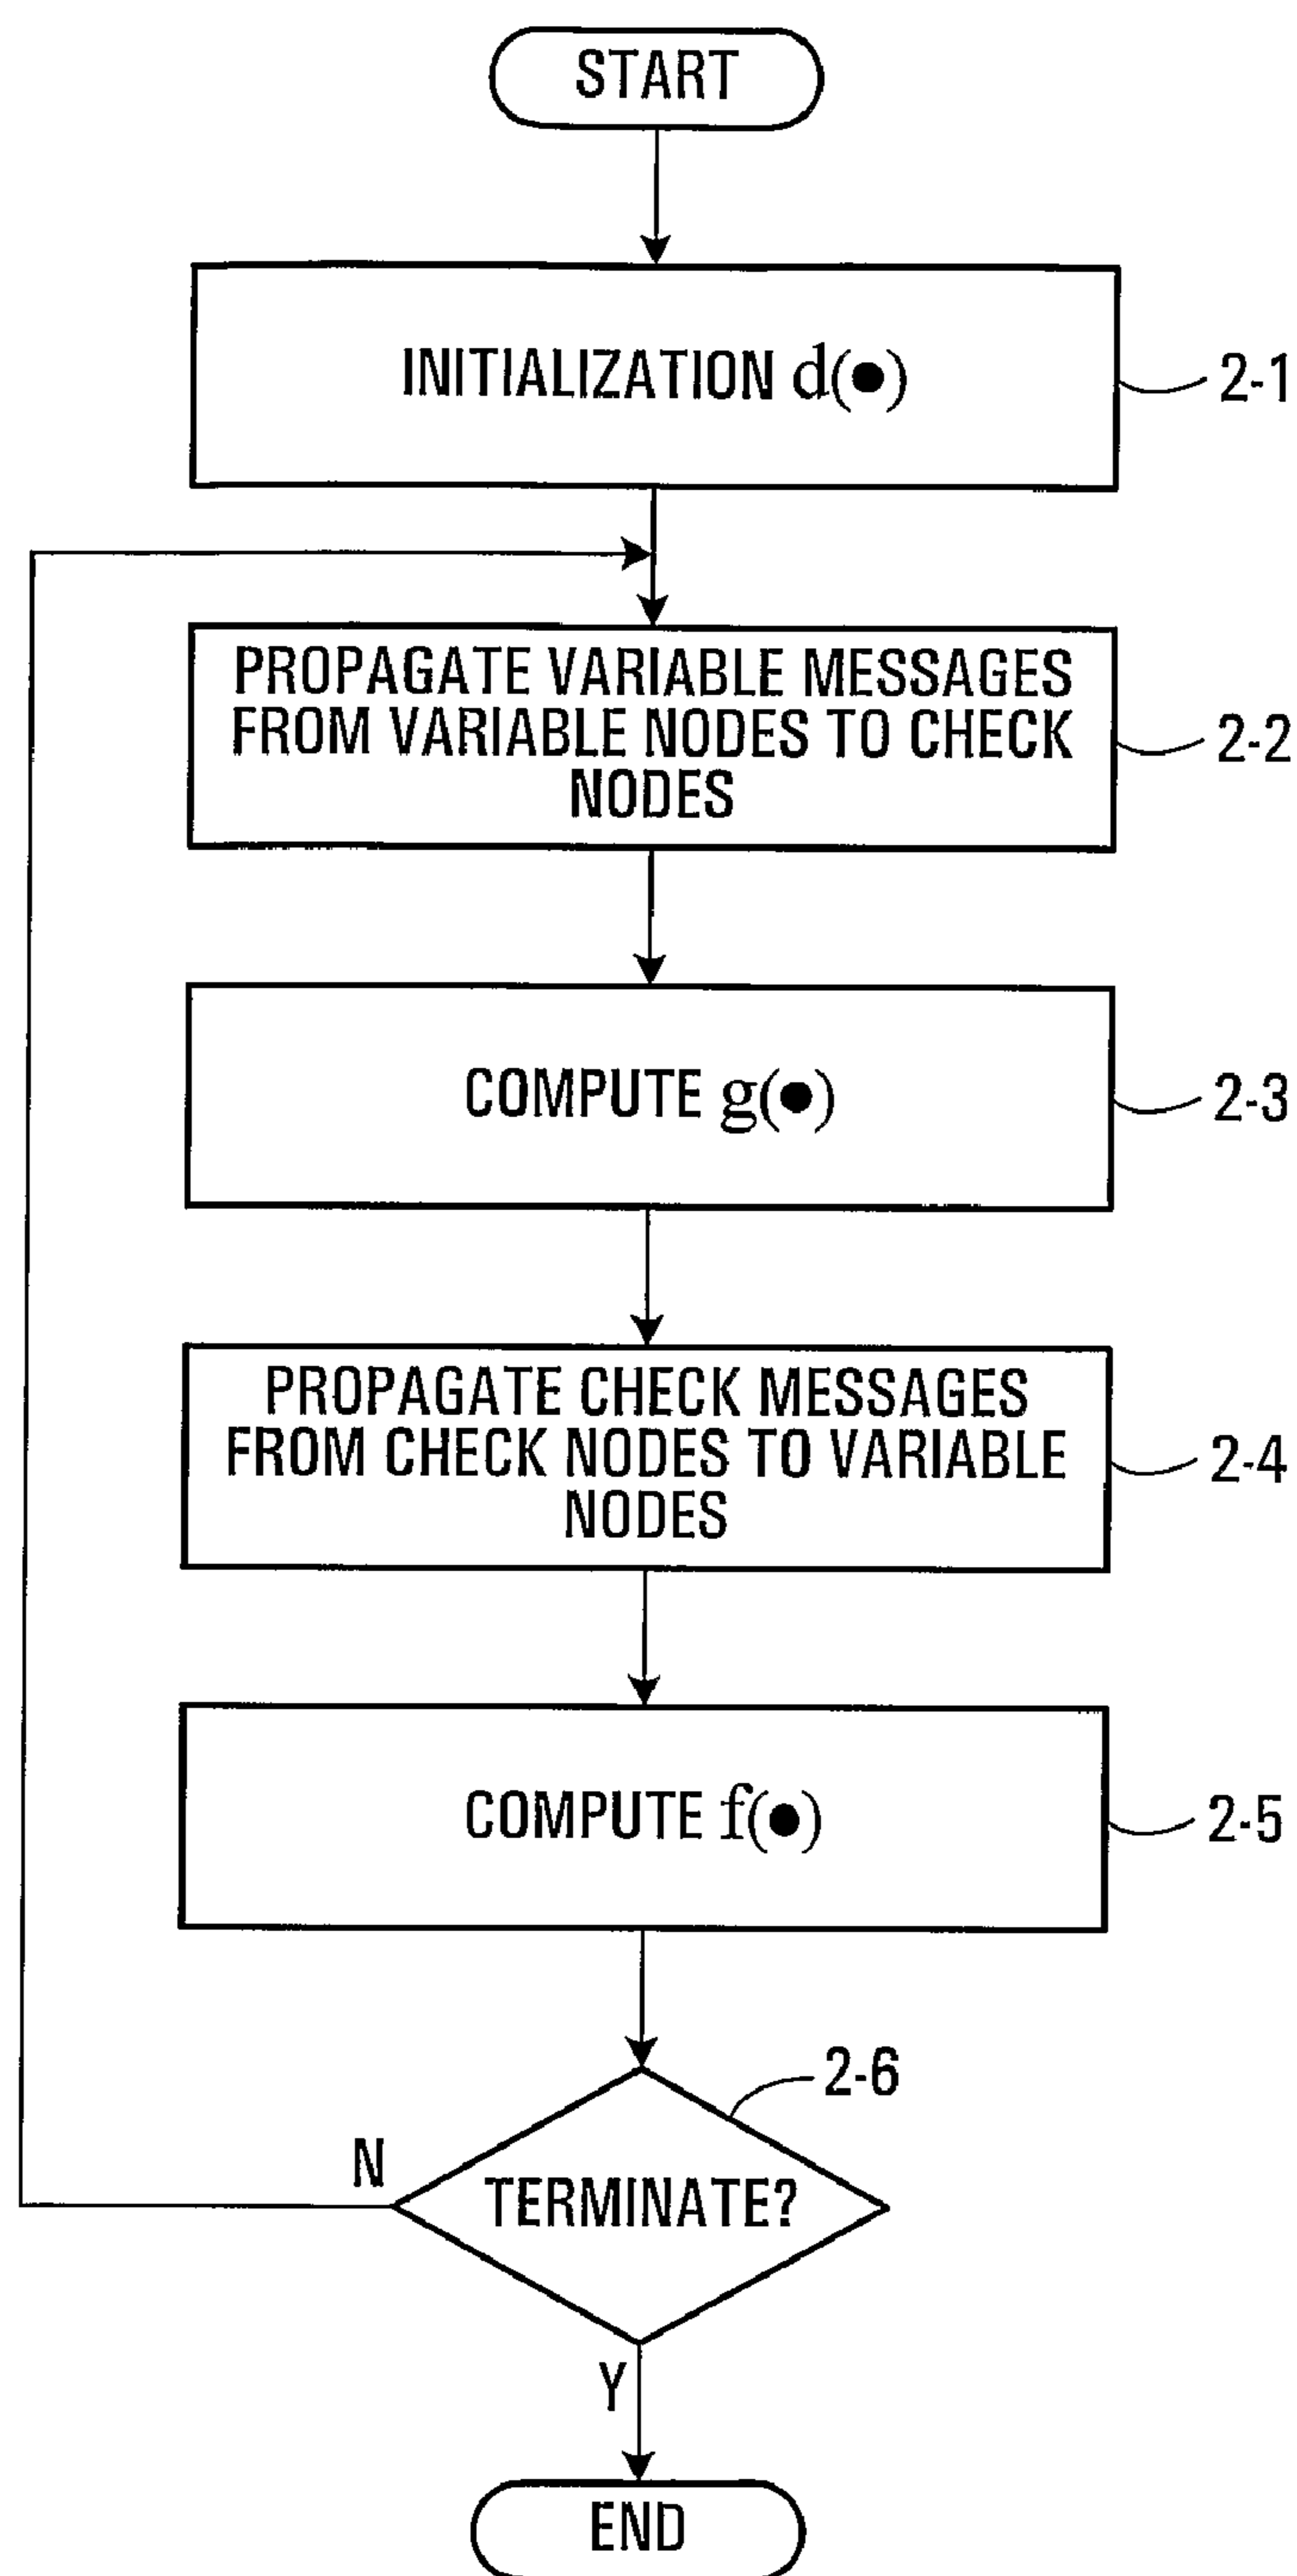 START
INITIALIZATION d(●)
2-1
PROPAGATE VARIABLE MESSAGES
FROM VARIABLE NODES TO CHECK
NODES
2-2
COMPUTE g(●)
2-3
PROPAGATE CHECK MESSAGES
FROM CHECK NODES TO VARIABLE
NODES
2-4
COMPUTE f(●)
2-5
2-6
N
TERMINATE?
Y
END